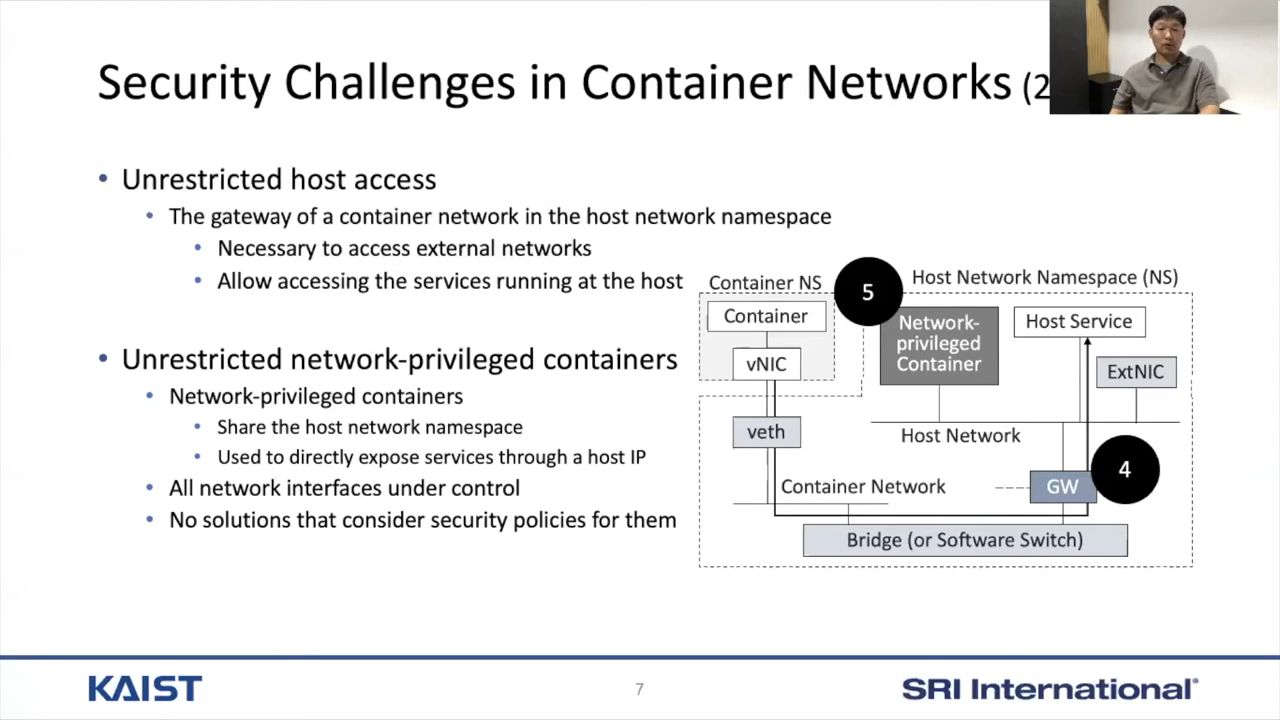 Security Challenges in Container Networks (2
• Unrestricted host access
• The gateway of a container network in the host network namespace
• Necessary to access external networks
• Allow accessing the services running at the host
• Unrestricted network-privileged containers
• Network-privileged containers
• Share the host network namespace
• Used to directly expose services through a host IP
• All network interfaces under control
• No solutions that consider security policies for them
Container NS
5
Host Network Namespace (NS)
Container
vNIC
Network-
privileged
Container
Host Service
ExtNIC
veth
Host Network
4
Container Network
GW
Bridge (or Software Switch)
KAIST
7
SRI International®